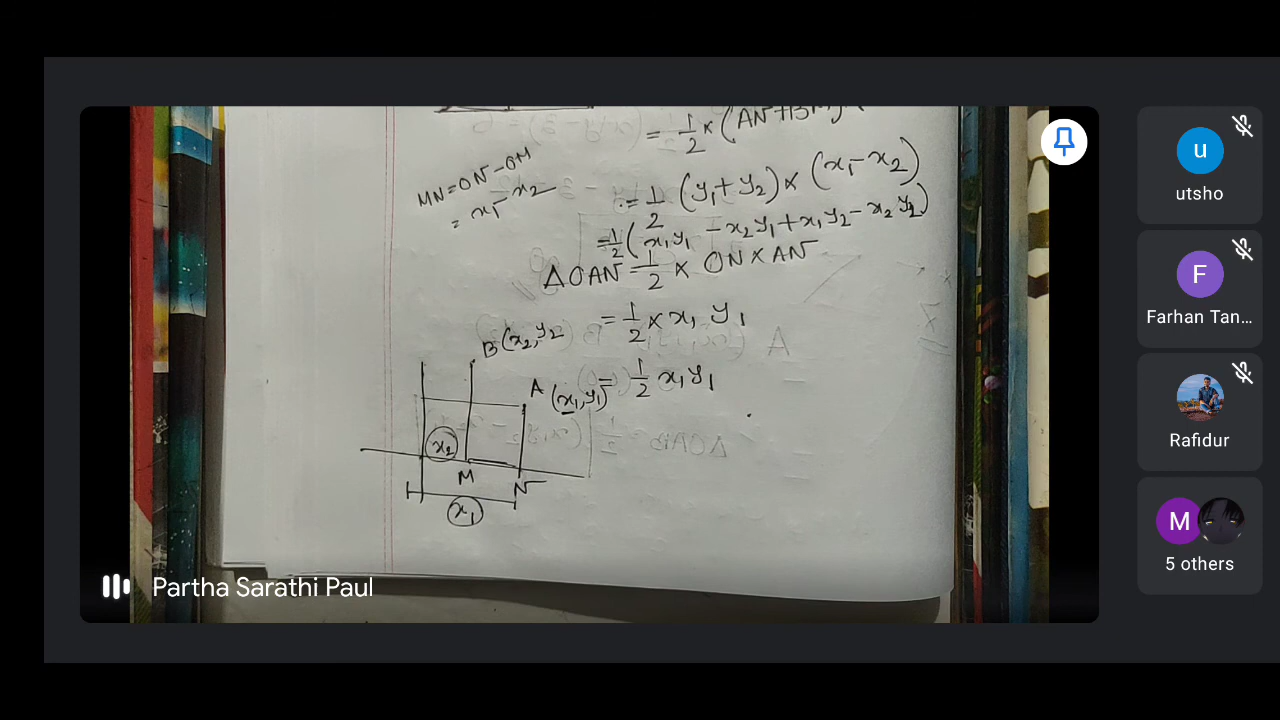 = 1/2 × (AN+BM)
MN=ON-OM
= x₁-x₂
= 1/2 (y₁+y₂) × (x₁-x₂)
= 1/2 (x₁y₁ - x₂y₁ + x₁y₂ - x₂y₂)
△OAN = 1/2 × ON × AN
= 1/2 × x₁ y₁
B(x₂,y₂)
= 1/2 x₁y₁
A (x₁,y₁)
x₂
M
N
x₁
Partha Sarathi Paul
u
utsho
F
Farhan Tan...
Rafidur
M
5 others